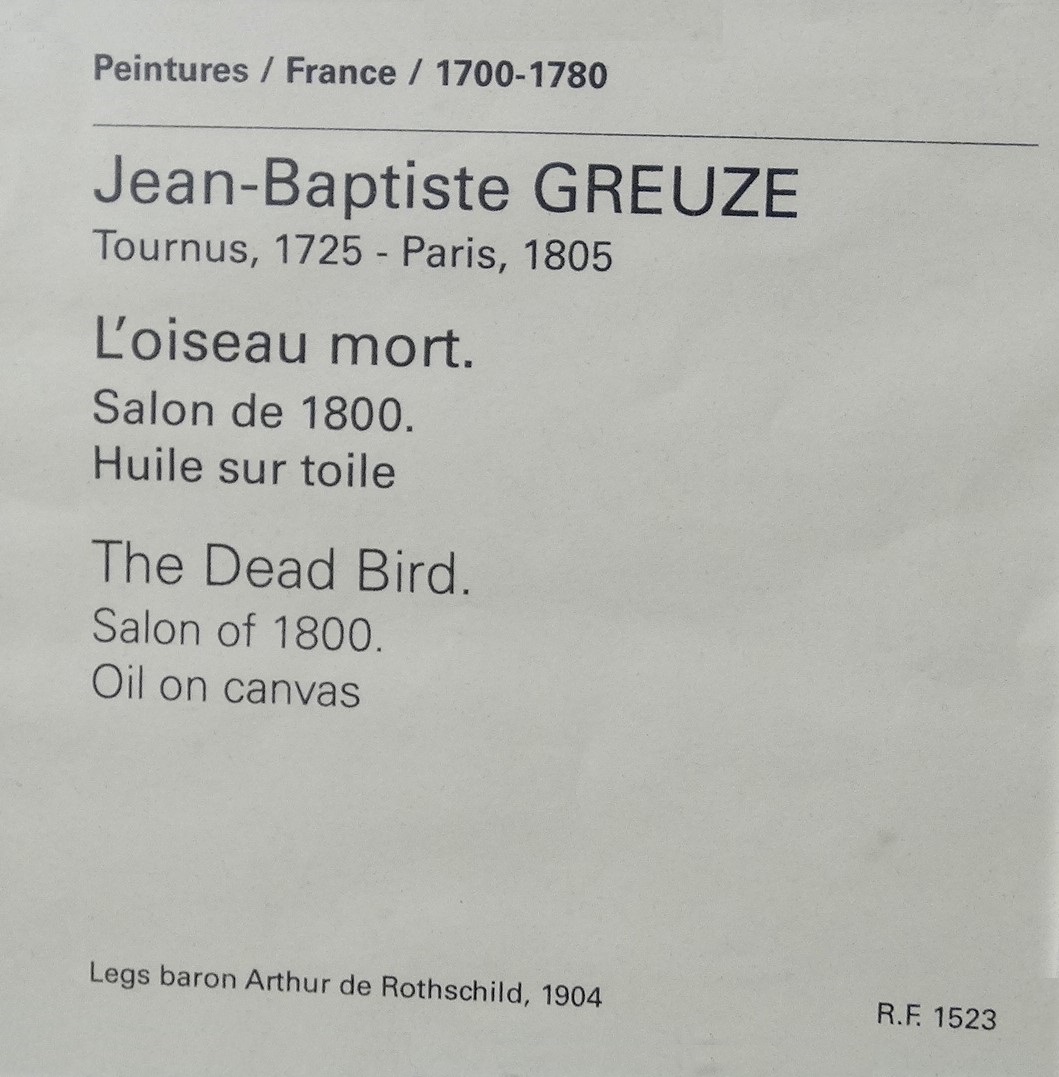 Peintures / France / 1700-1780
Jean-Baptiste GREUZE
Tournus, 1725 - Paris, 1805
L'oiseau mort.
Salon de 1800.
Huile sur toile
The Dead Bird.
Salon of 1800.
Oil on canvas
Legs baron Arthur de Rothschild, 1904
R.F. 1523